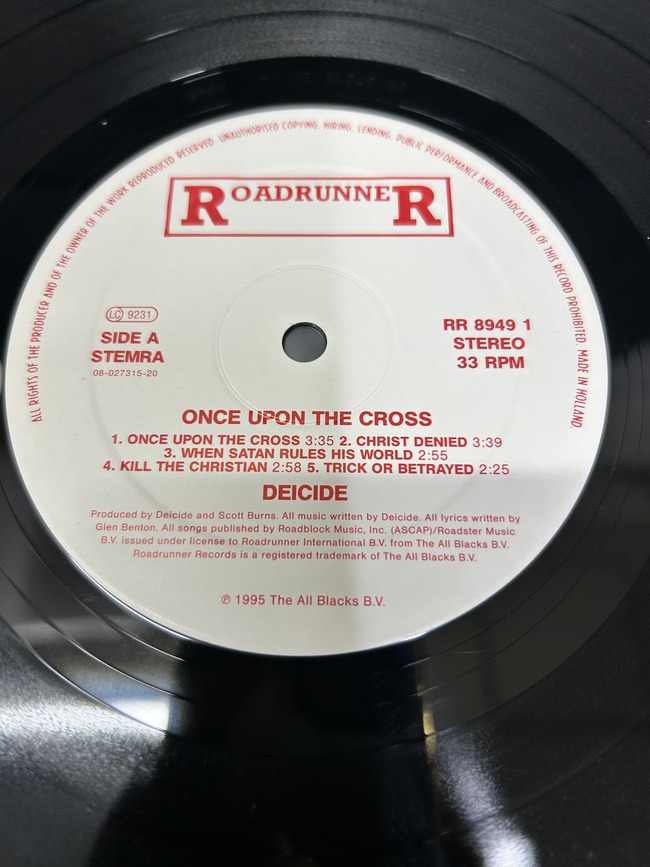 ALL RIGHTS OF THE PRODUCER AND OF THE OWNER OF THE WORK REPRODUCED RESERVED. UNAUTHORISED COPYING, HIRING, LENDING, PUBLIC PERFORMANCE AND BROADCASTING OF THIS RECORD PROHIBITED. MADE IN HOLLAND.
ROADRUNNER
LC 9231
SIDE A
STEMRA
08-027315-20
RR 8949 1
STEREO
33 RPM
ONCE UPON THE CROSS
1. ONCE UPON THE CROSS 3:35 2. CHRIST DENIED 3:39
3. WHEN SATAN RULES HIS WORLD 2:55
4. KILL THE CHRISTIAN 2:58 5. TRICK OR BETRAYED 2:25
DEICIDE
Produced by Deicide and Scott Burns. All music written by Deicide. All lyrics written by
Glen Benton. All songs published by Roadblock Music, Inc. (ASCAP)/Roadster Music
B.V. issued under license to Roadrunner International B.V. from The All Blacks B.V.
Roadrunner Records is a registered trademark of The All Blacks B.V.
℗ 1995 The All Blacks B.V.